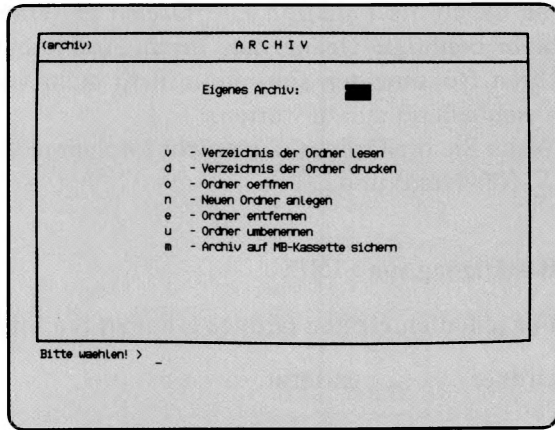 (archiv) A R C H I V
Eigenes Archiv:
v - Verzeichnis der Ordner lesen
d - Verzeichnis der Ordner drucken
o - Ordner oeffnen
n - Neuen Ordner anlegen
e - Ordner entfernen
u - Ordner umbenennen
m - Archiv auf MB-Kassette sichern
Bitte waehlen! > _